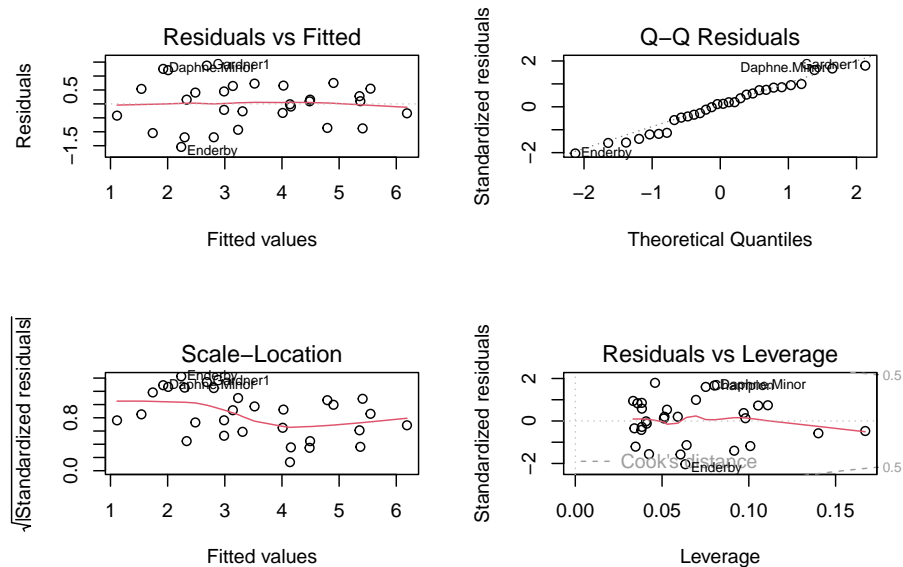 Residuals vs Fitted
Residuals
0.5
−1.5
Gardner1
Daphne.Minor
Enderby
1 2 3 4 5 6
Fitted values
Q−Q Residuals
Standardized residuals
2
0
−2
Gardner1
Daphne.Minor
Enderby
−2 −1 0 1 2
Theoretical Quantiles
Scale−Location
√|Standardized residuals|
0.8
0.0
Enderby
Gardner1
Daphne.Minor
1 2 3 4 5 6
Fitted values
Residuals vs Leverage
Standardized residuals
2
0
−2
Champion
Daphne.Minor
Enderby
Cook's distance
0.5
0.5
0.00 0.05 0.10 0.15
Leverage